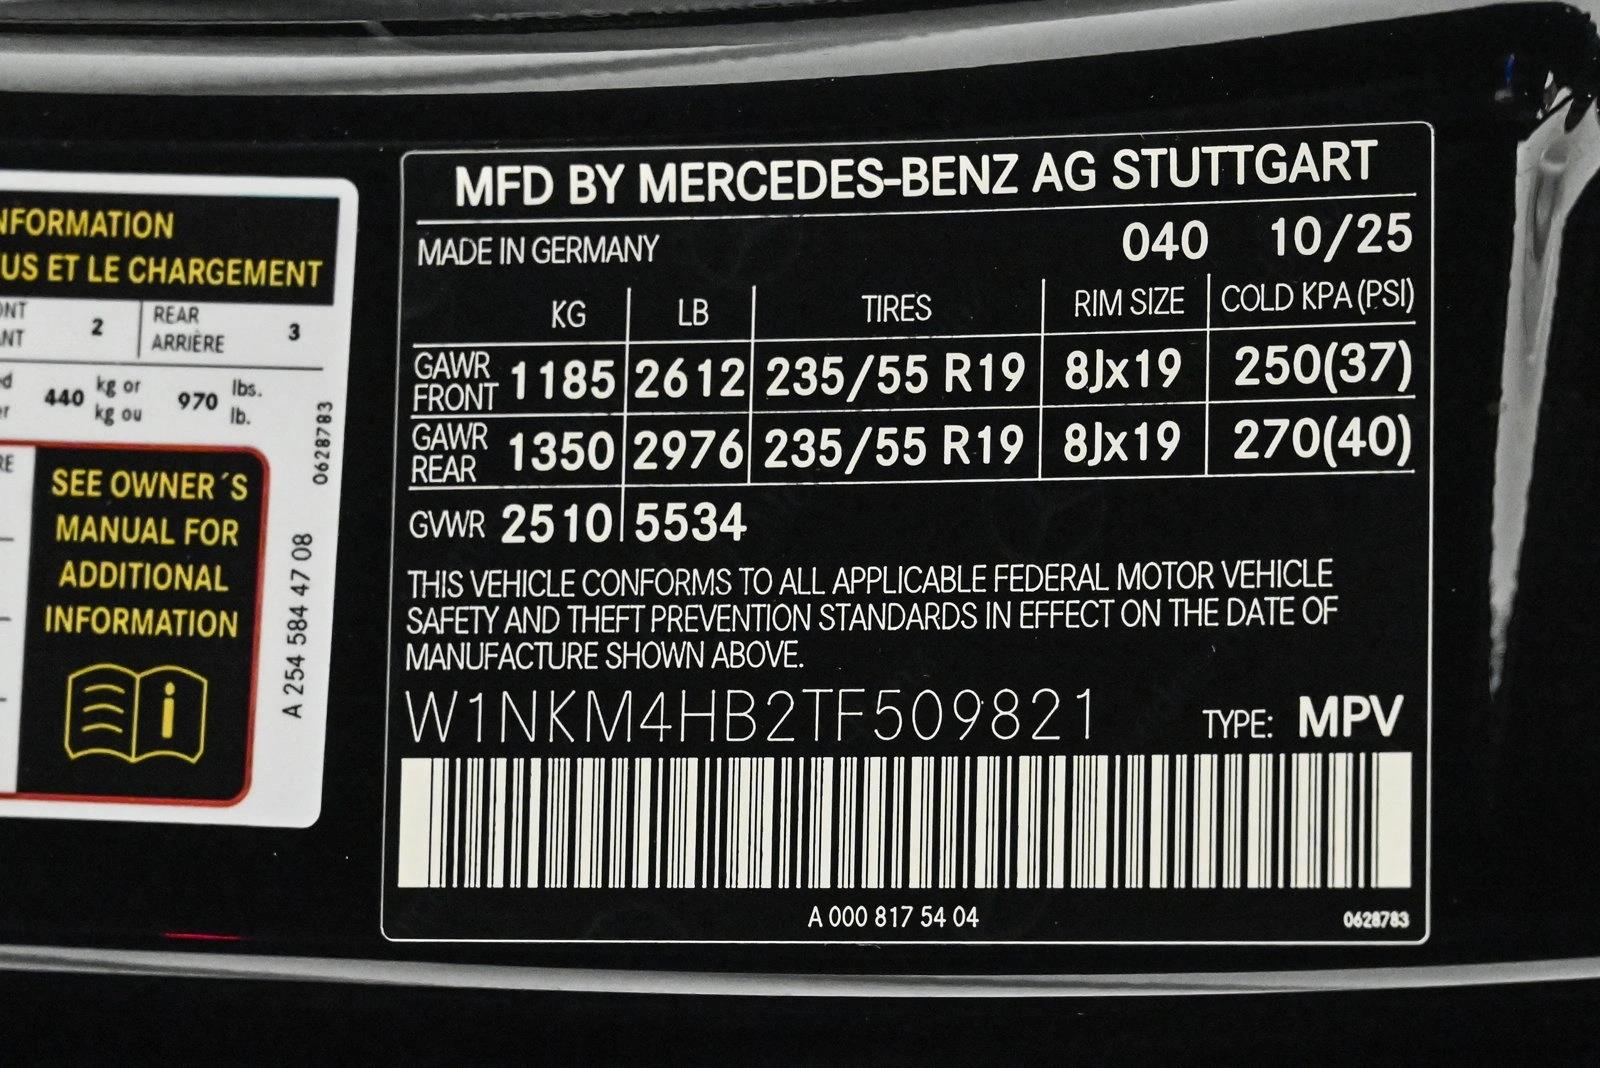 NFORMATION
US ET LE CHARGEMENT
ONT
ANT
2
REAR
ARRIÈRE
3
440
kg or
kg ou
970
lbs.
lb.
0628783
RE
SEE OWNER´S
MANUAL FOR
ADDITIONAL
INFORMATION
i
A 254 584 47 08
MFD BY MERCEDES-BENZ AG STUTTGART
MADE IN GERMANY 040 10/25
KG LB TIRES RIM SIZE COLD KPA (PSI)
GAWR FRONT 1185 2612 235/55 R19 8Jx19 250(37)
GAWR REAR 1350 2976 235/55 R19 8Jx19 270(40)
GVWR 2510 5534
THIS VEHICLE CONFORMS TO ALL APPLICABLE FEDERAL MOTOR VEHICLE
SAFETY AND THEFT PREVENTION STANDARDS IN EFFECT ON THE DATE OF
MANUFACTURE SHOWN ABOVE.
W1NKM4HB2TF509821 TYPE: MPV
A 000 817 54 04 0628783